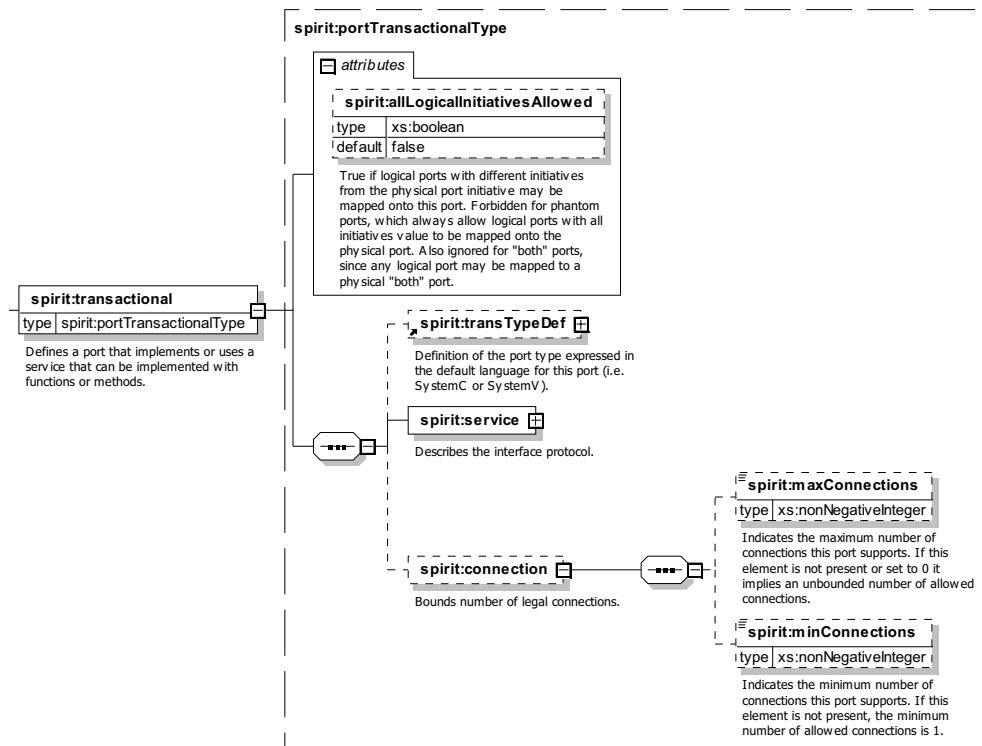 spirit:portTransactionalType
attributes
spirit:allLogicalInitiativesAllowed
type xs:boolean
default false
True if logical ports with different initiatives
from the physical port initiative may be
mapped onto this port. Forbidden for phantom
ports, which always allow logical ports with all
initiatives value to be mapped onto the
physical port. Also ignored for "both" ports,
since any logical port may be mapped to a
physical "both" port.
spirit:transactional
type spirit:portTransactionalType
Defines a port that implements or uses a
service that can be implemented with
functions or methods.
spirit:transTypeDef
Definition of the port type expressed in
the default language for this port (i.e.
SystemC or SystemV).
spirit:service
Describes the interface protocol.
spirit:connection
Bounds number of legal connections.
spirit:maxConnections
type xs:nonNegativeInteger
Indicates the maximum number of
connections this port supports. If this
element is not present or set to 0 it
implies an unbounded number of allowed
connections.
spirit:minConnections
type xs:nonNegativeInteger
Indicates the minimum number of
connections this port supports. If this
element is not present, the minimum
number of allowed connections is 1.